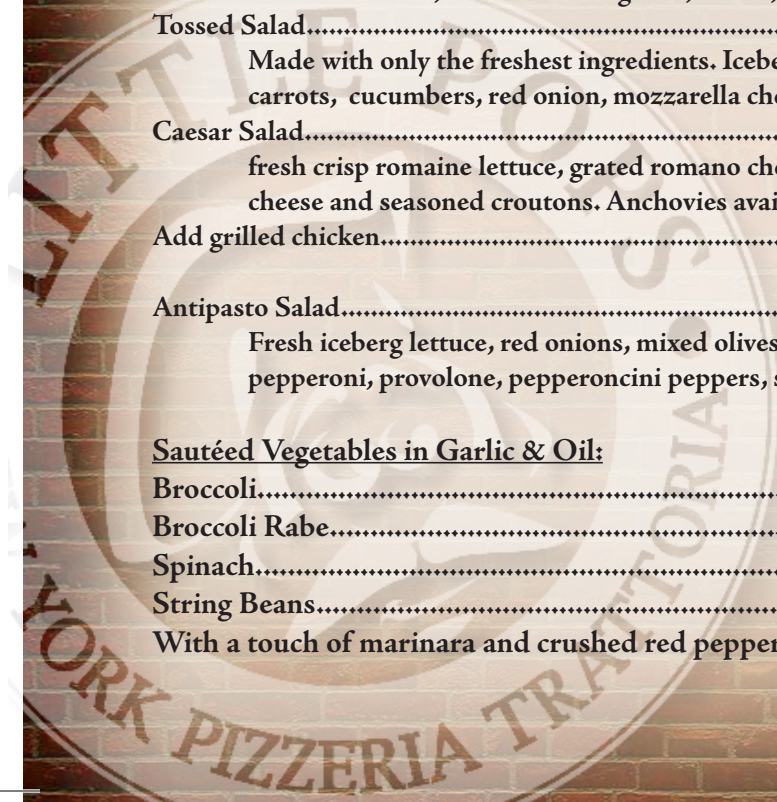 Tossed Salad
Made with only the freshest ingredients. Icebe
carrots, cucumbers, red onion, mozzarella che
Caesar Salad
fresh crisp romaine lettuce, grated romano che
cheese and seasoned croutons. Anchovies avai
Add grilled chicken
Antipasto Salad
Fresh iceberg lettuce, red onions, mixed olives
pepperoni, provolone, pepperoncini peppers, s
Sautéed Vegetables in Garlic & Oil:
Broccoli
Broccoli Rabe
Spinach
String Beans
With a touch of marinara and crushed red pepper
LITTLE POPS
YORK PIZZERIA TRATTORIA